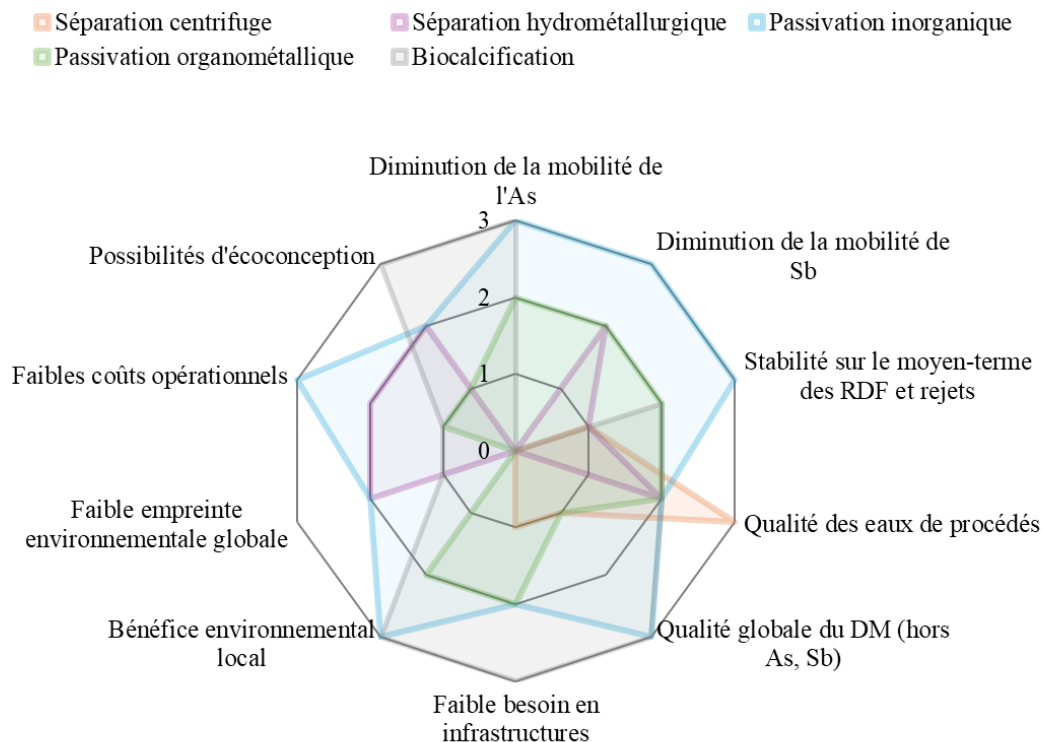 Séparation centrifuge
Séparation hydrométallurgique
Passivation inorganique
Passivation organométallique
Biocalcification
Diminution de la mobilité de
l'As
Diminution de la mobilité de
Sb
Stabilité sur le moyen-terme
des RDF et rejets
Qualité des eaux de procédés
Qualité globale du DM (hors
As, Sb)
Faible besoin en
infrastructures
Bénéfice environnemental
local
Faible empreinte
environnementale globale
Faibles coûts opérationnels
Possibilités d'écoconception
3
2
1
0